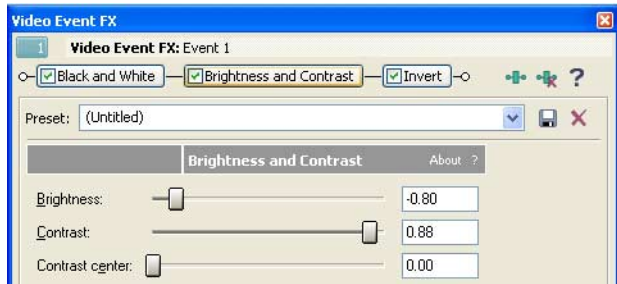 Video Event FX
1 Video Event FX: Event 1
Black and White Brightness and Contrast Invert ?
Preset: (Untitled)
Brightness and Contrast About ?
Brightness: -0.80
Contrast: 0.88
Contrast center: 0.00